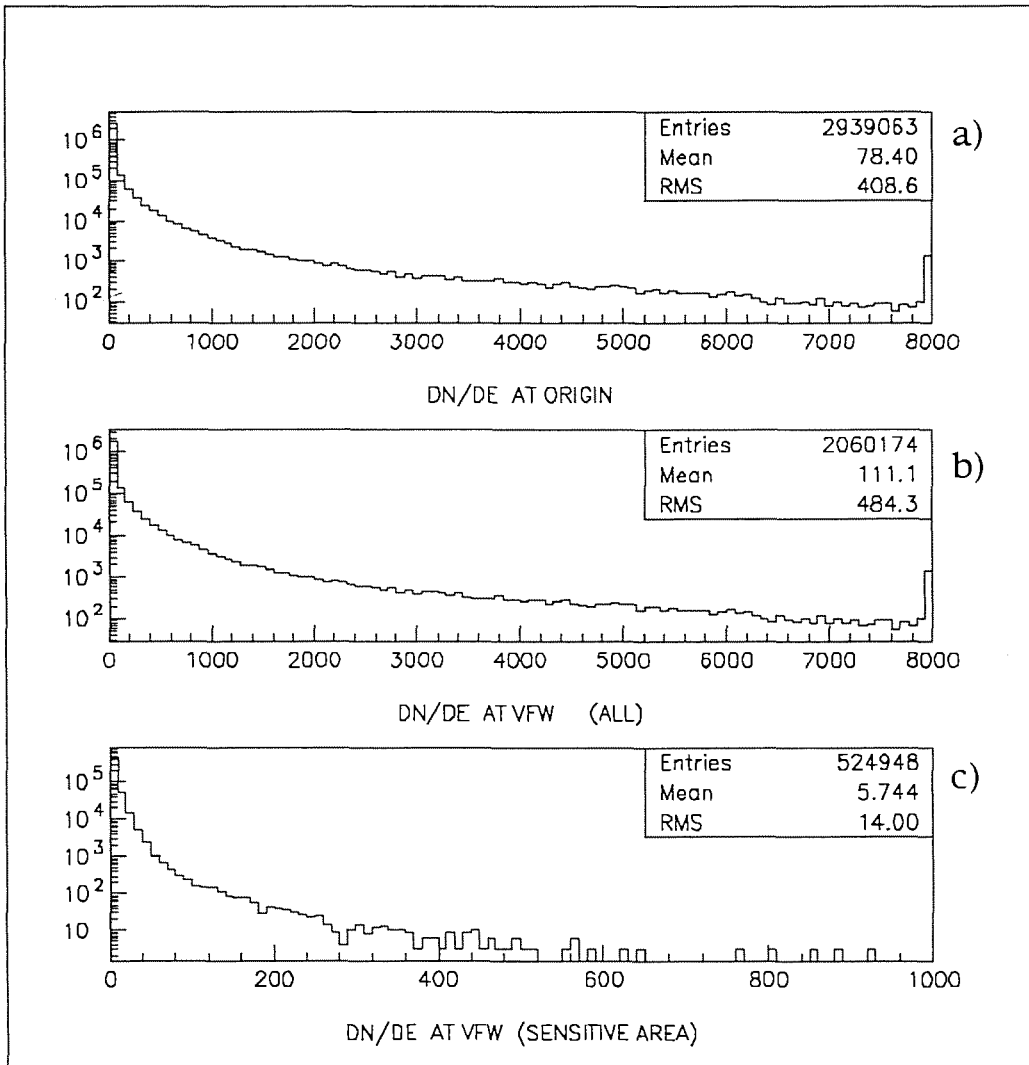 a)
Entries 2939063
Mean 78.40
RMS 408.6
10^6
10^5
10^4
10^3
10^2
0 1000 2000 3000 4000 5000 6000 7000 8000
DN/DE AT ORIGIN
b)
Entries 2060174
Mean 111.1
RMS 484.3
10^6
10^5
10^4
10^3
10^2
0 1000 2000 3000 4000 5000 6000 7000 8000
DN/DE AT VFW (ALL)
c)
Entries 524948
Mean 5.744
RMS 14.00
10^5
10^4
10^3
10^2
10
0 200 400 600 800 1000
DN/DE AT VFW (SENSITIVE AREA)